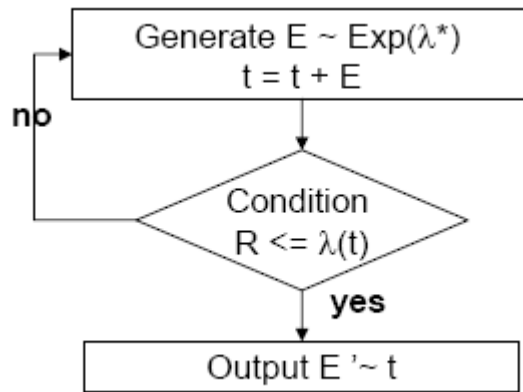 Generate E ~ Exp(λ*)
t = t + E
no
Condition
R <= λ(t)
yes
Output E '~ t